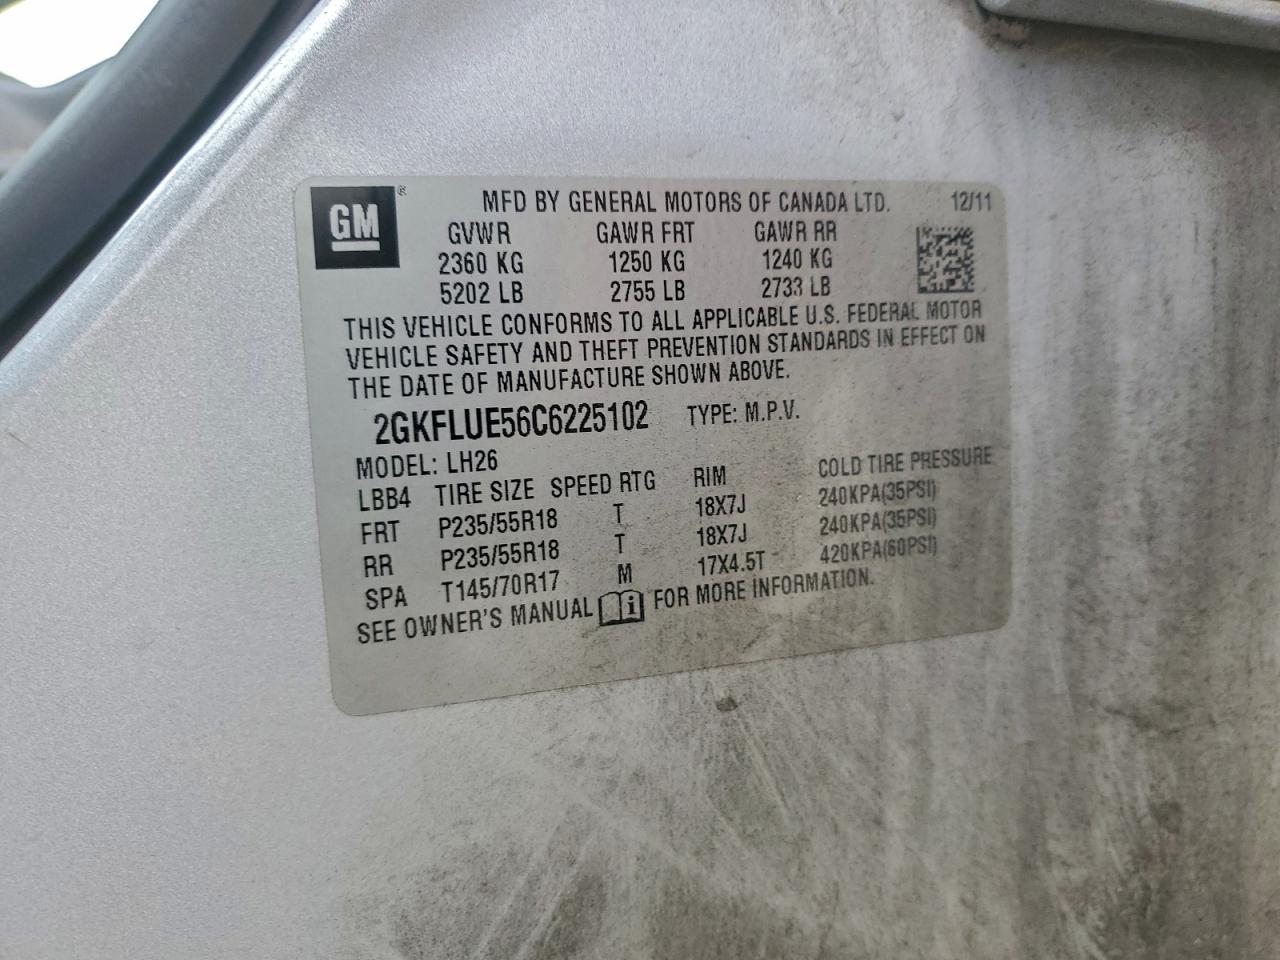 GM ® MFD BY GENERAL MOTORS OF CANADA LTD. 12/11
GVWR GAWR FRT GAWR RR
2360 KG 1250 KG 1240 KG
5202 LB 2755 LB 2733 LB
THIS VEHICLE CONFORMS TO ALL APPLICABLE U.S. FEDERAL MOTOR
VEHICLE SAFETY AND THEFT PREVENTION STANDARDS IN EFFECT ON
THE DATE OF MANUFACTURE SHOWN ABOVE.
2GKFLUE56C6225102 TYPE: M.P.V.
MODEL: LH26
LBB4 TIRE SIZE SPEED RTG RIM COLD TIRE PRESSURE
FRT P235/55R18 T 18X7J 240KPA(35PSI)
RR P235/55R18 T 18X7J 240KPA(35PSI)
SPA T145/70R17 M 17X4.5T 420KPA(60PSI)
SEE OWNER'S MANUAL i FOR MORE INFORMATION.